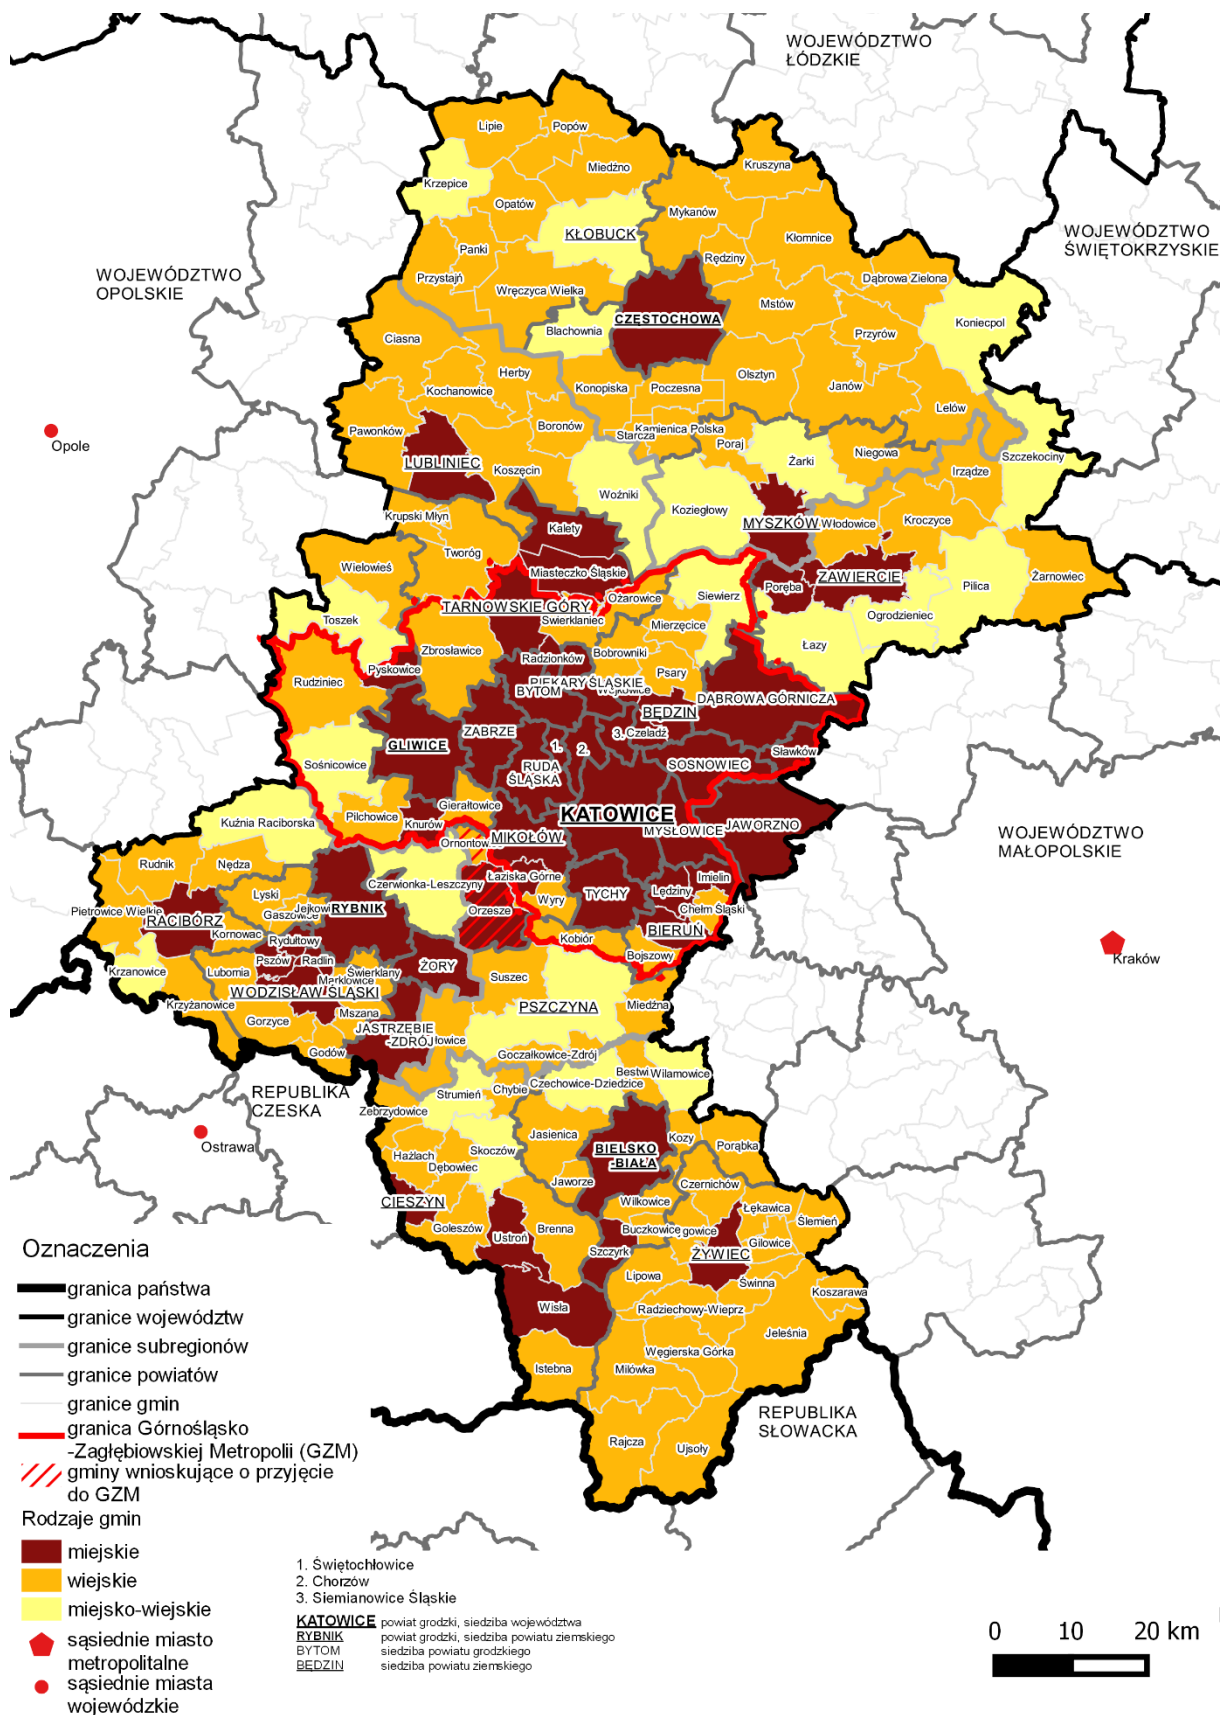 WOJEWÓDZTWO
ŁÓDZKIE
Lipie
Popów
Miedźno
Kruszyna
Krzepice
Opatów
Mykanów
KŁOBUCK
Kłomnice
WOJEWÓDZTWO
ŚWIĘTOKRZYSKIE
Panki
Rędziny
WOJEWÓDZTWO
OPOLSKIE
Przystajń
Dąbrowa Zielona
Wręczyca Wielka
Mstów
CZĘSTOCHOWA
Koniecpol
Blachownia
Przyrów
Ciasna
Herby
Olsztyn
Kochanowice
Konopiska
Poczesna
Janów
Lelów
Pawonków
Boronów
Kamienica Polska
Starcza
Opole
Poraj
Niegowa
Szczekociny
LUBLINIEC
Koszęcin
Żarki
Irządze
Woźniki
Koziegłowy
Krupski Młyn
Kalety
MYSZKÓW
Włodowice
Kroczyce
Tworóg
Wielowieś
Miasteczko Śląskie
ZAWIERCIE
Poręba
Pilica
Żarnowiec
Siewierz
Ożarowice
TARNOWSKIE GÓRY
Ogrodzieniec
Toszek
Świerklaniec
Mierzęcice
Łazy
Zbrosławice
Radzionków
Bobrowniki
Pyskowice
Psary
Rudziniec
PIEKARY ŚLĄSKIE
BYTOM
Wojkowice
DĄBROWA GÓRNICZA
BĘDZIN
ZABRZE
3.
Czeladź
GLIWICE
1.
2.
Sławków
Sośnicowice
RUDA
ŚLĄSKA
SOSNOWIEC
Gierałtowice
Pilchowice
KATOWICE
Kuźnia Raciborska
Knurów
JAWORZNO
MYSŁOWICE
MIKOŁÓW
WOJEWÓDZTWO
MAŁOPOLSKIE
Rudnik
Nędza
Łaziska Górne
Imielin
Czerwionka-Leszczyny
Lędziny
TYCHY
Lyski
Wyry
Chełm Śląski
RYBNIK
Orzesze
RACIBÓRZ
BIERUŃ
Kornowac
Kobiór
Rydułtowy
Bojszowy
Kraków
Pszów
Radlin
ŻORY
Krzanowice
Lubomia
Świerklany
Suszec
WODZISŁAW ŚLĄSKI
Krzyżanowice
PSZCZYNA
Miedźna
Mszana
Gorzyce
JASTRZĘBIE
-ZDRÓJ
Godów
Goczałkowice-Zdrój
REPUBLIKA
CZESKA
Strumień
Chybie
Czechowice-Dziedzice
Wilamowice
Zebrzydowice
Ostrawa
Jasienica
Kozy
Porąbka
Hażlach
Skoczów
BIELSKO
-BIAŁA
Dębowiec
Jaworze
Czernichów
CIESZYN
Wilkowice
Łękawica
Ślemień
Goleszów
Brenna
Buczkowice
Ustroń
Gilowice
Szczyrk
ŻYWIEC
Lipowa
Świnna
Koszarawa
Wisła
Radziechowy-Wieprz
Jeleśnia
Węgierska Górka
Istebna
Milówka
REPUBLIKA
SŁOWACKA
Rajcza
Ujsoły
Oznaczenia
granica państwa
granice województw
granice subregionów
granice powiatów
granice gmin
granica Górnośląsko
-Zagłębiowskiej Metropolii (GZM)
gminy wnioskujące o przyjęcie
do GZM
Rodzaje gmin
miejskie
wiejskie
miejsko-wiejskie
sąsiednie miasto
metropolitalne
sąsiednie miasta
wojewódzkie
1. Świętochłowice
2. Chorzów
3. Siemianowice Śląskie
KATOWICE powiat grodzki, siedziba województwa
RYBNIK powiat grodzki, siedziba powiatu ziemskiego
BYTOM siedziba powiatu grodzkiego
BĘDZIN siedziba powiatu ziemskiego
0 10 20 km